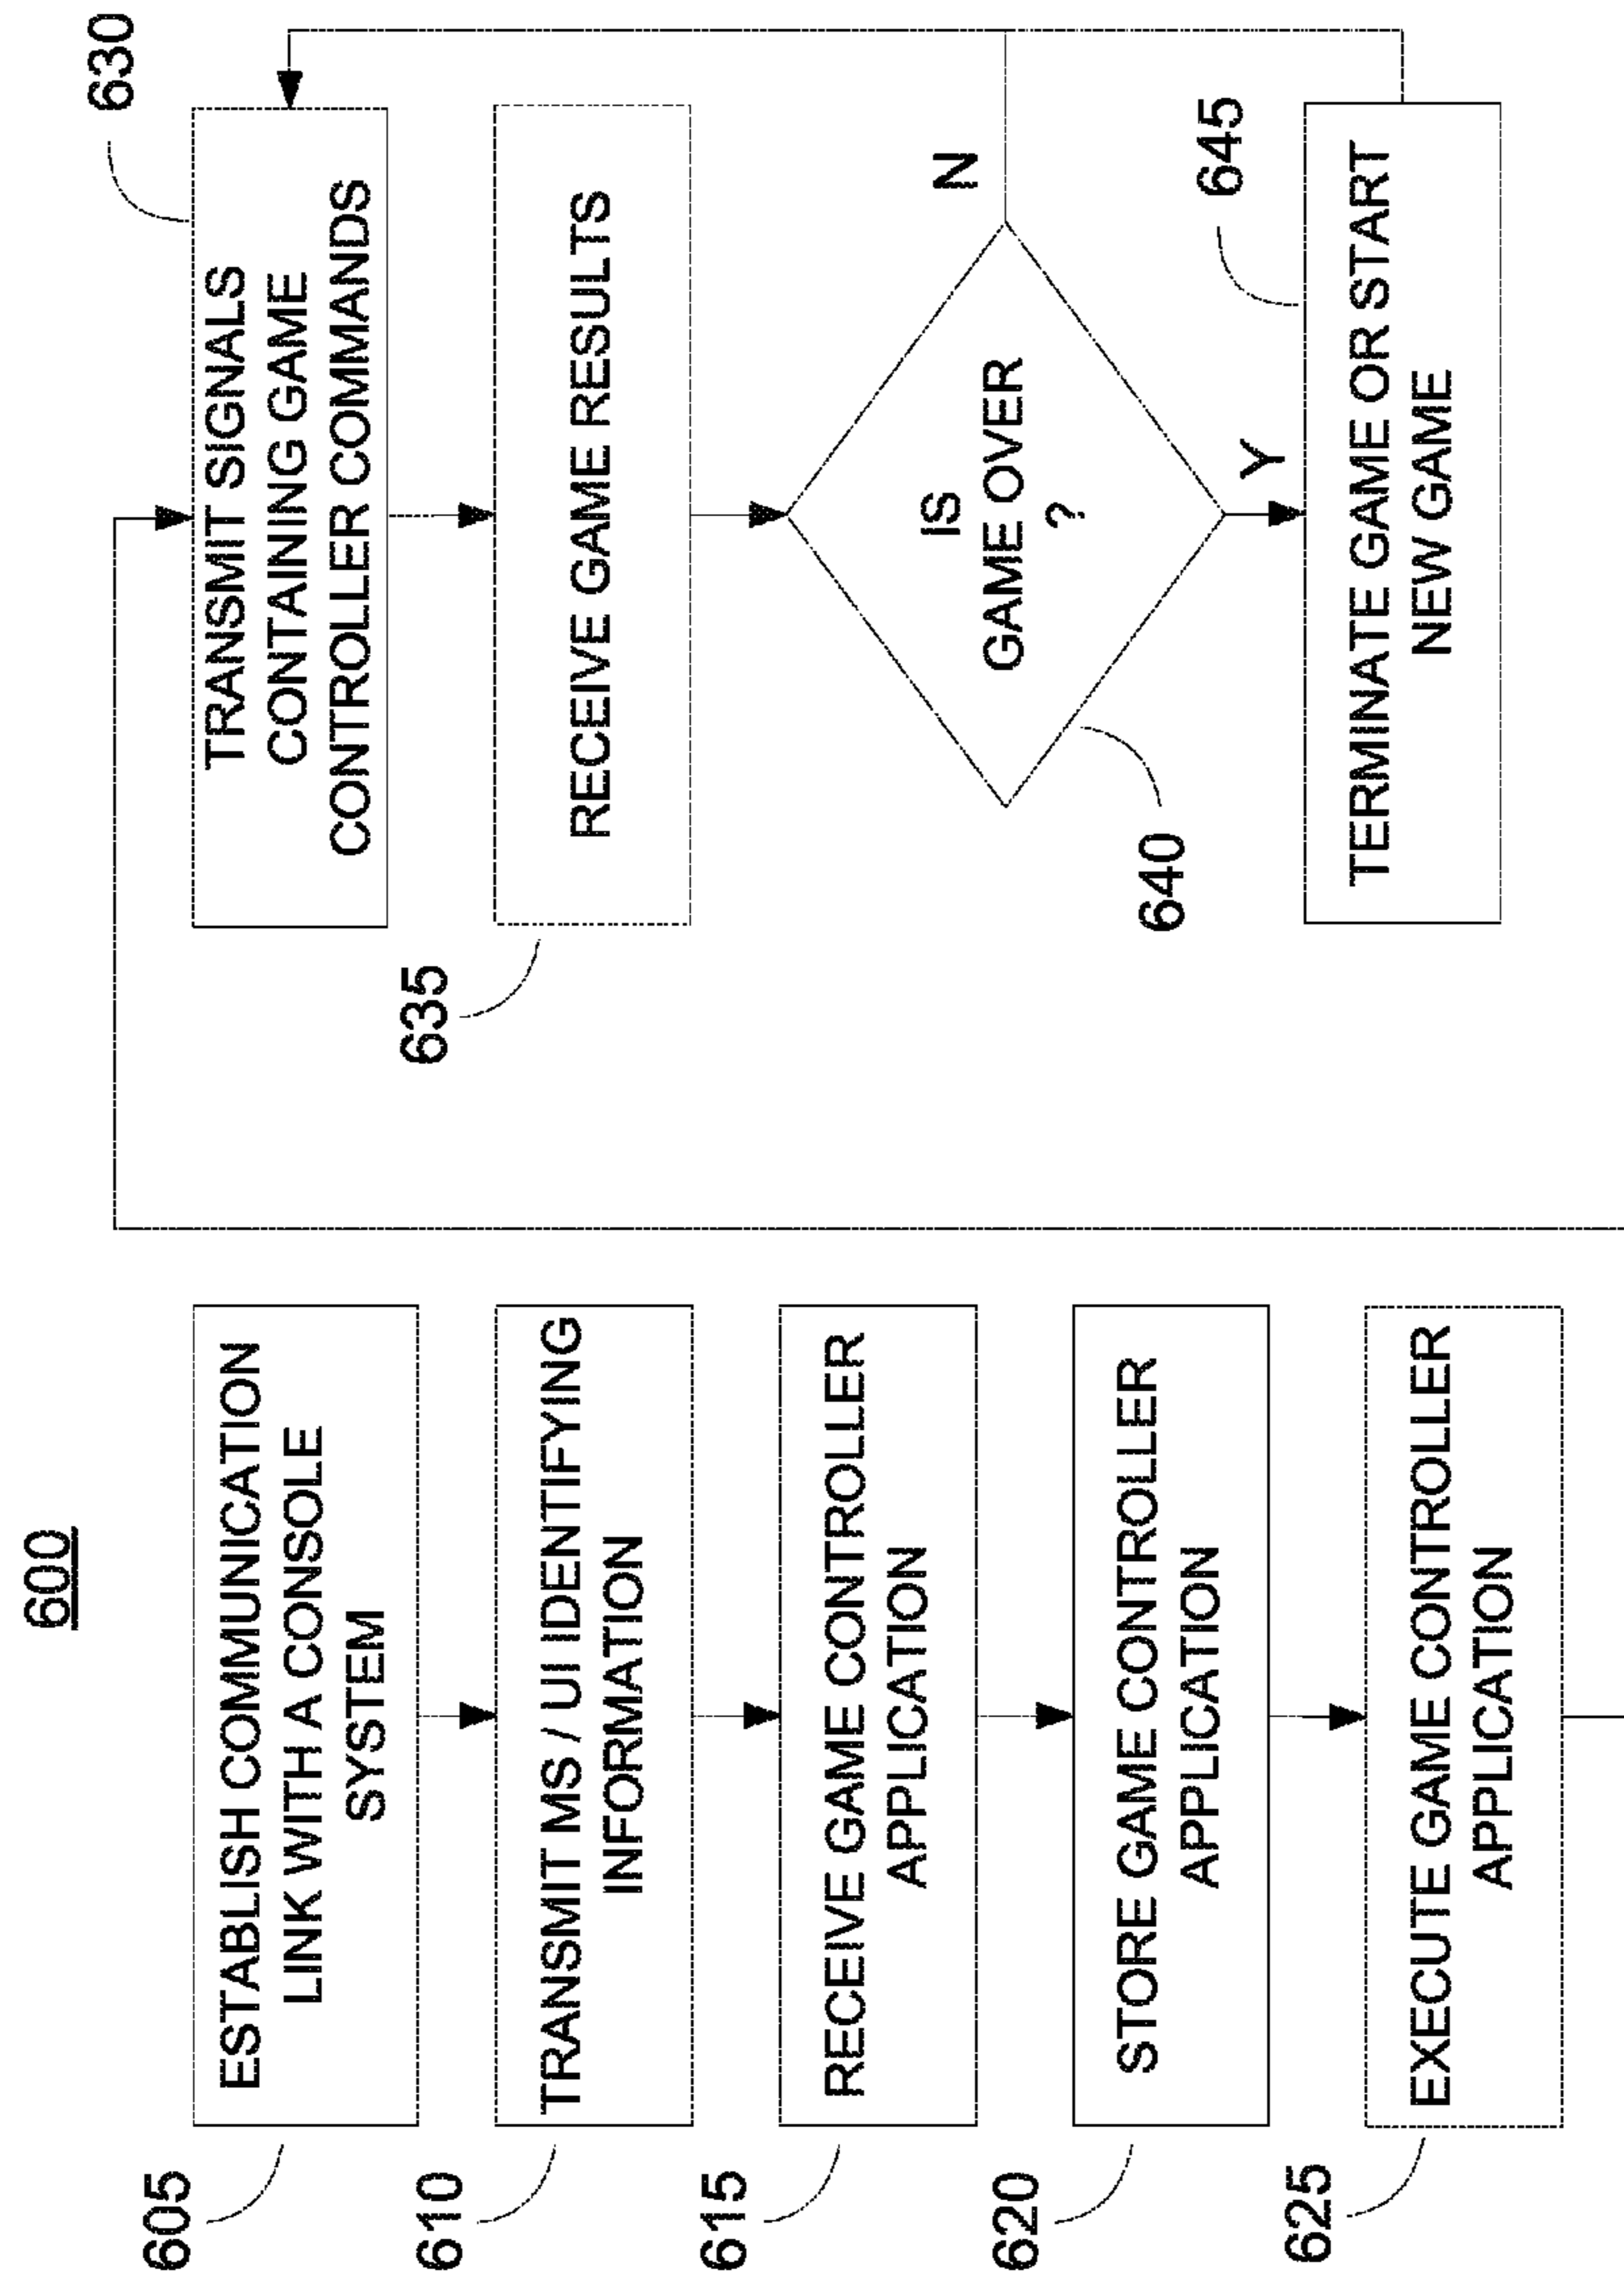 600
605
ESTABLISH COMMUNICATION
LINK WITH A CONSOLE
SYSTEM
610
TRANSMIT MS / UI IDENTIFYING
INFORMATION
615
RECEIVE GAME CONTROLLER
APPLICATION
620
STORE GAME CONTROLLER
APPLICATION
625
EXECUTE GAME CONTROLLER
APPLICATION
630
TRANSMIT SIGNALS
CONTAINING GAME
CONTROLLER COMMANDS
635
RECEIVE GAME RESULTS
640
IS
GAME OVER
?
N
Y
645
TERMINATE GAME OR START
NEW GAME